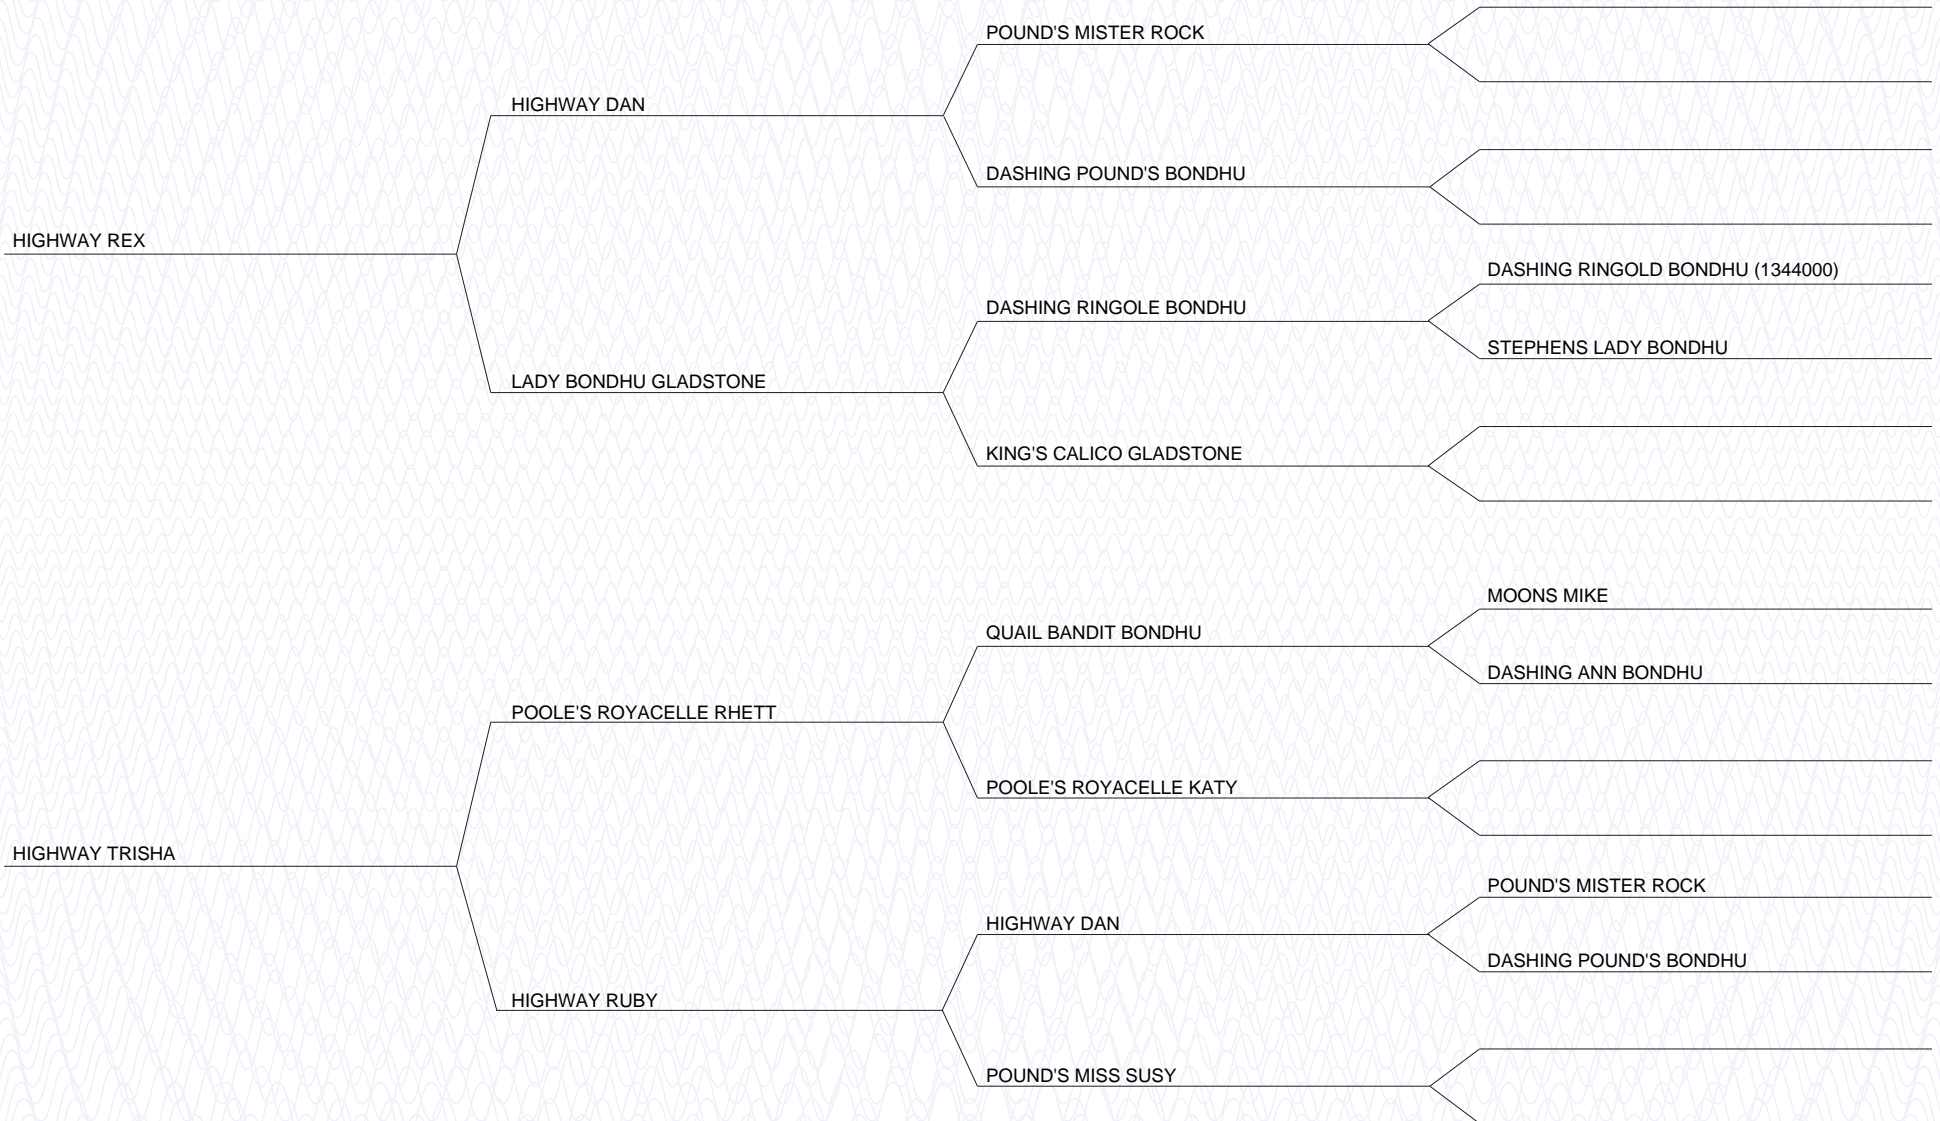 POUND'S MISTER ROCK
HIGHWAY DAN
DASHING POUND'S BONDHU
HIGHWAY REX
DASHING RINGOLD BONDHU (1344000)
DASHING RINGOLE BONDHU
STEPHENS LADY BONDHU
LADY BONDHU GLADSTONE
KING'S CALICO GLADSTONE
MOONS MIKE
QUAIL BANDIT BONDHU
DASHING ANN BONDHU
POOLE'S ROYACELLE RHETT
POOLE'S ROYACELLE KATY
HIGHWAY TRISHA
POUND'S MISTER ROCK
HIGHWAY DAN
DASHING POUND'S BONDHU
HIGHWAY RUBY
POUND'S MISS SUSY